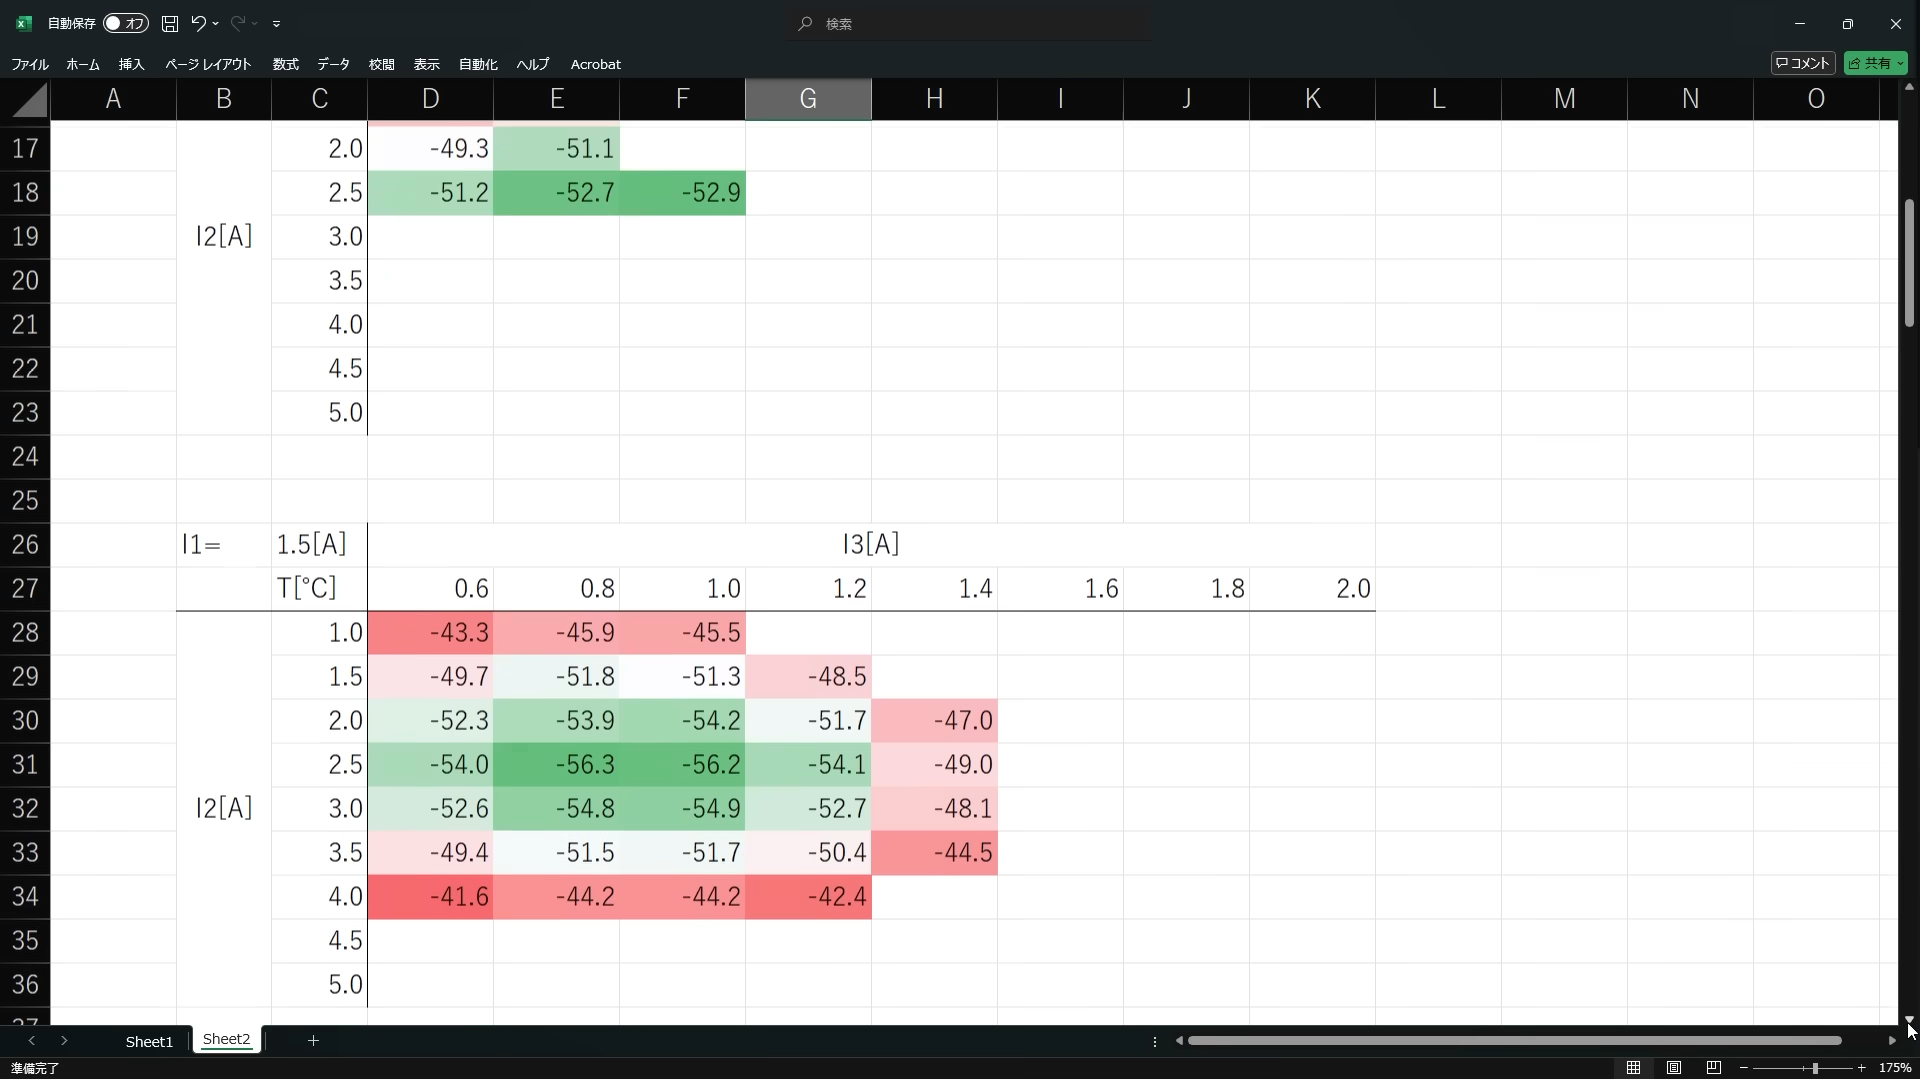 自動保存 オフ 検索
ファイル ホーム 挿入 ページ レイアウト 数式 データ 校閲 表示 自動化 ヘルプ Acrobat コメント 共有
A B C D E F G H I J K L M N O
17 2.0 -49.3 -51.1
18 2.5 -51.2 -52.7 -52.9
19 I2[A] 3.0
20 3.5
21 4.0
22 4.5
23 5.0
24
25
26 I1= 1.5[A] I3[A]
27 T[°C] 0.6 0.8 1.0 1.2 1.4 1.6 1.8 2.0
28 1.0 -43.3 -45.9 -45.5
29 1.5 -49.7 -51.8 -51.3 -48.5
30 2.0 -52.3 -53.9 -54.2 -51.7 -47.0
31 2.5 -54.0 -56.3 -56.2 -54.1 -49.0
32 I2[A] 3.0 -52.6 -54.8 -54.9 -52.7 -48.1
33 3.5 -49.4 -51.5 -51.7 -50.4 -44.5
34 4.0 -41.6 -44.2 -44.2 -42.4
35 4.5
36 5.0
Sheet1 Sheet2
準備完了 175%